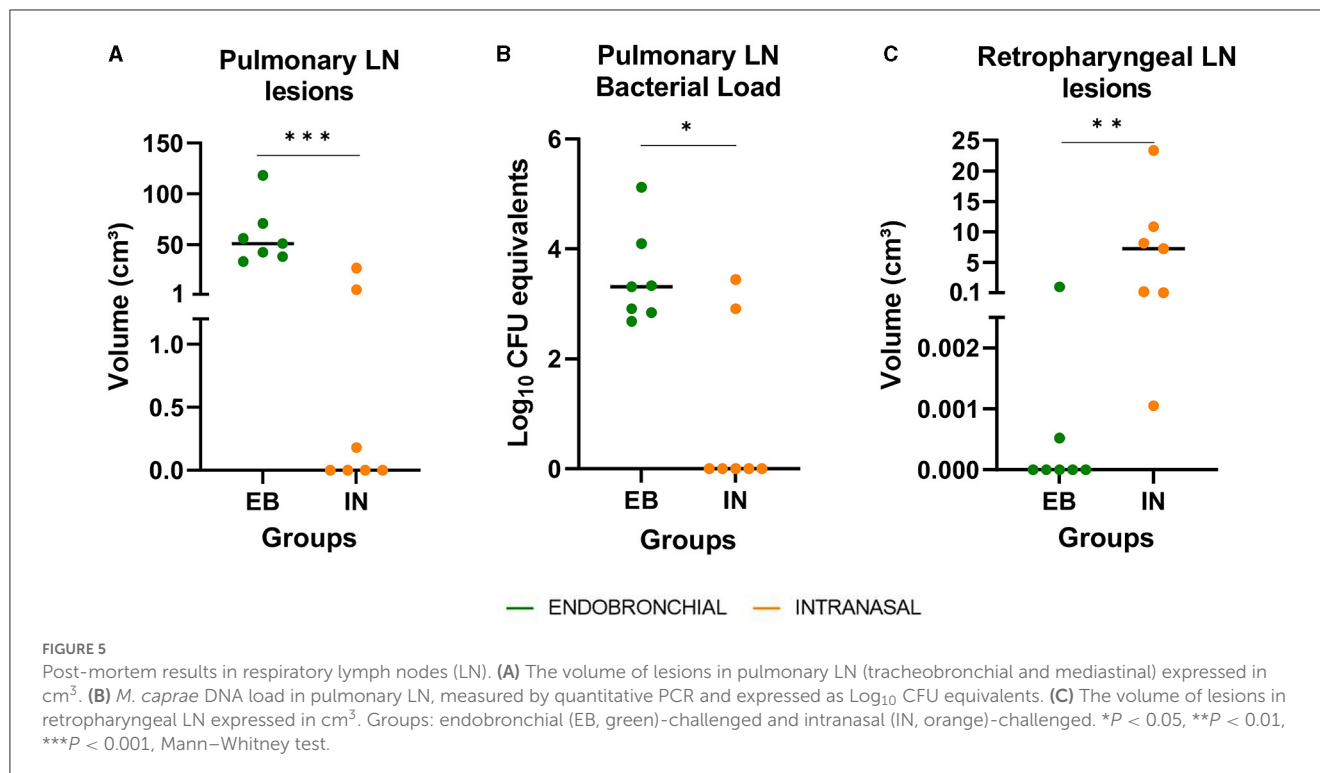 A
Pulmonary LN
lesions
***
150
100
50
1
1.0
0.5
0.0
Volume (cm³)
EB
IN
Groups
B
Pulmonary LN
Bacterial Load
*
6
4
2
0
Log₁₀ CFU equivalents
EB
IN
Groups
C
Retropharyngeal LN
lesions
**
25
20
15
10
5
0.1
0.002
0.001
0.000
Volume (cm³)
EB
IN
Groups
ENDOBRONCHIAL
INTRANASAL
FIGURE 5
Post-mortem results in respiratory lymph nodes (LN). (A) The volume of lesions in pulmonary LN (tracheobronchial and mediastinal) expressed in
cm³. (B) M. caprae DNA load in pulmonary LN, measured by quantitative PCR and expressed as Log₁₀ CFU equivalents. (C) The volume of lesions in
retropharyngeal LN expressed in cm³. Groups: endobronchial (EB, green)-challenged and intranasal (IN, orange)-challenged. *P < 0.05, **P < 0.01,
***P < 0.001, Mann–Whitney test.